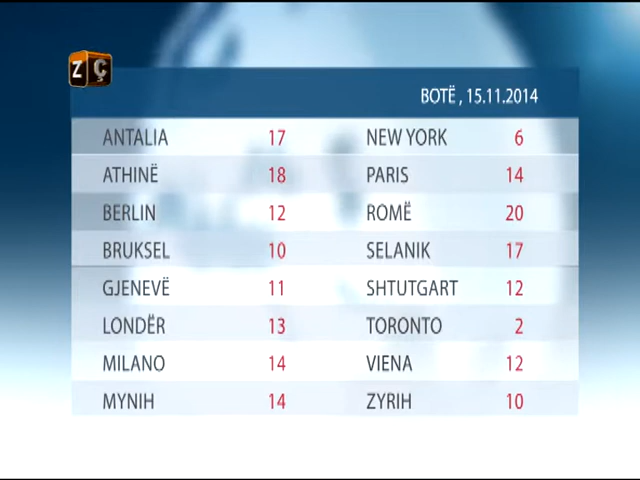 Z Ç
BOTË , 15.11.2014
ANTALIA 17 NEW YORK 6
ATHINË 18 PARIS 14
BERLIN 12 ROMË 20
BRUKSEL 10 SELANIK 17
GJENEVË 11 SHTUTGART 12
LONDËR 13 TORONTO 2
MILANO 14 VIENA 12
MYNIH 14 ZYRIH 10